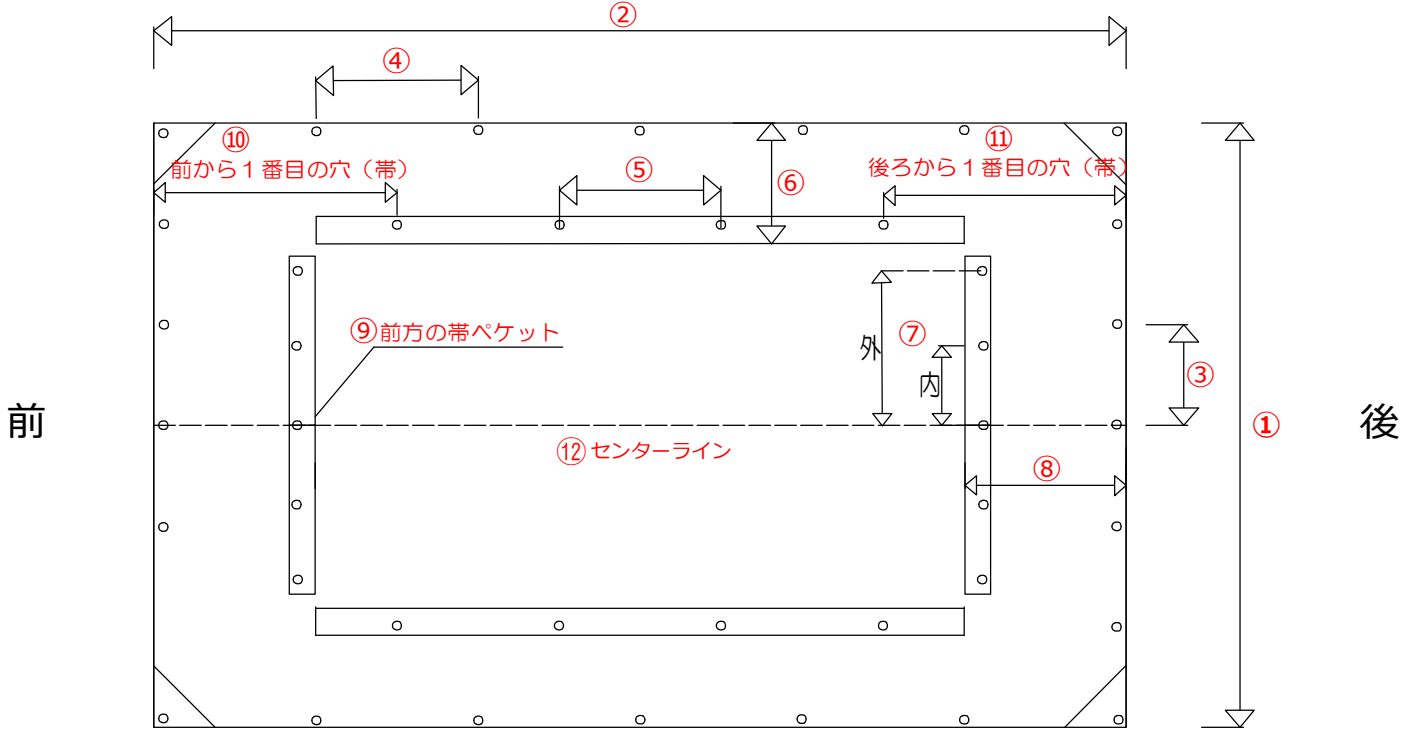 ②
④
⑩
前から１番目の穴（帯）
⑤
⑥
⑪
後ろから１番目の穴（帯）
⑨前方の帯ペケット
外
⑦
内
③
⑫センターライン
⑧
①
前
後